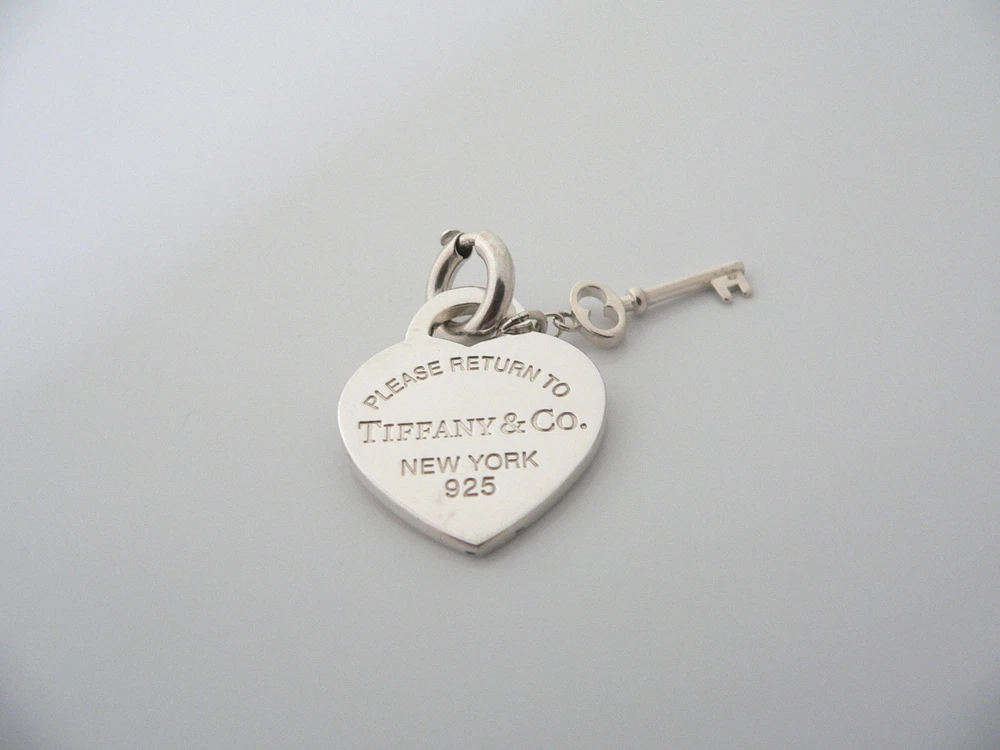 PLEASE RETURN TO
TIFFANY & CO.
NEW YORK
925